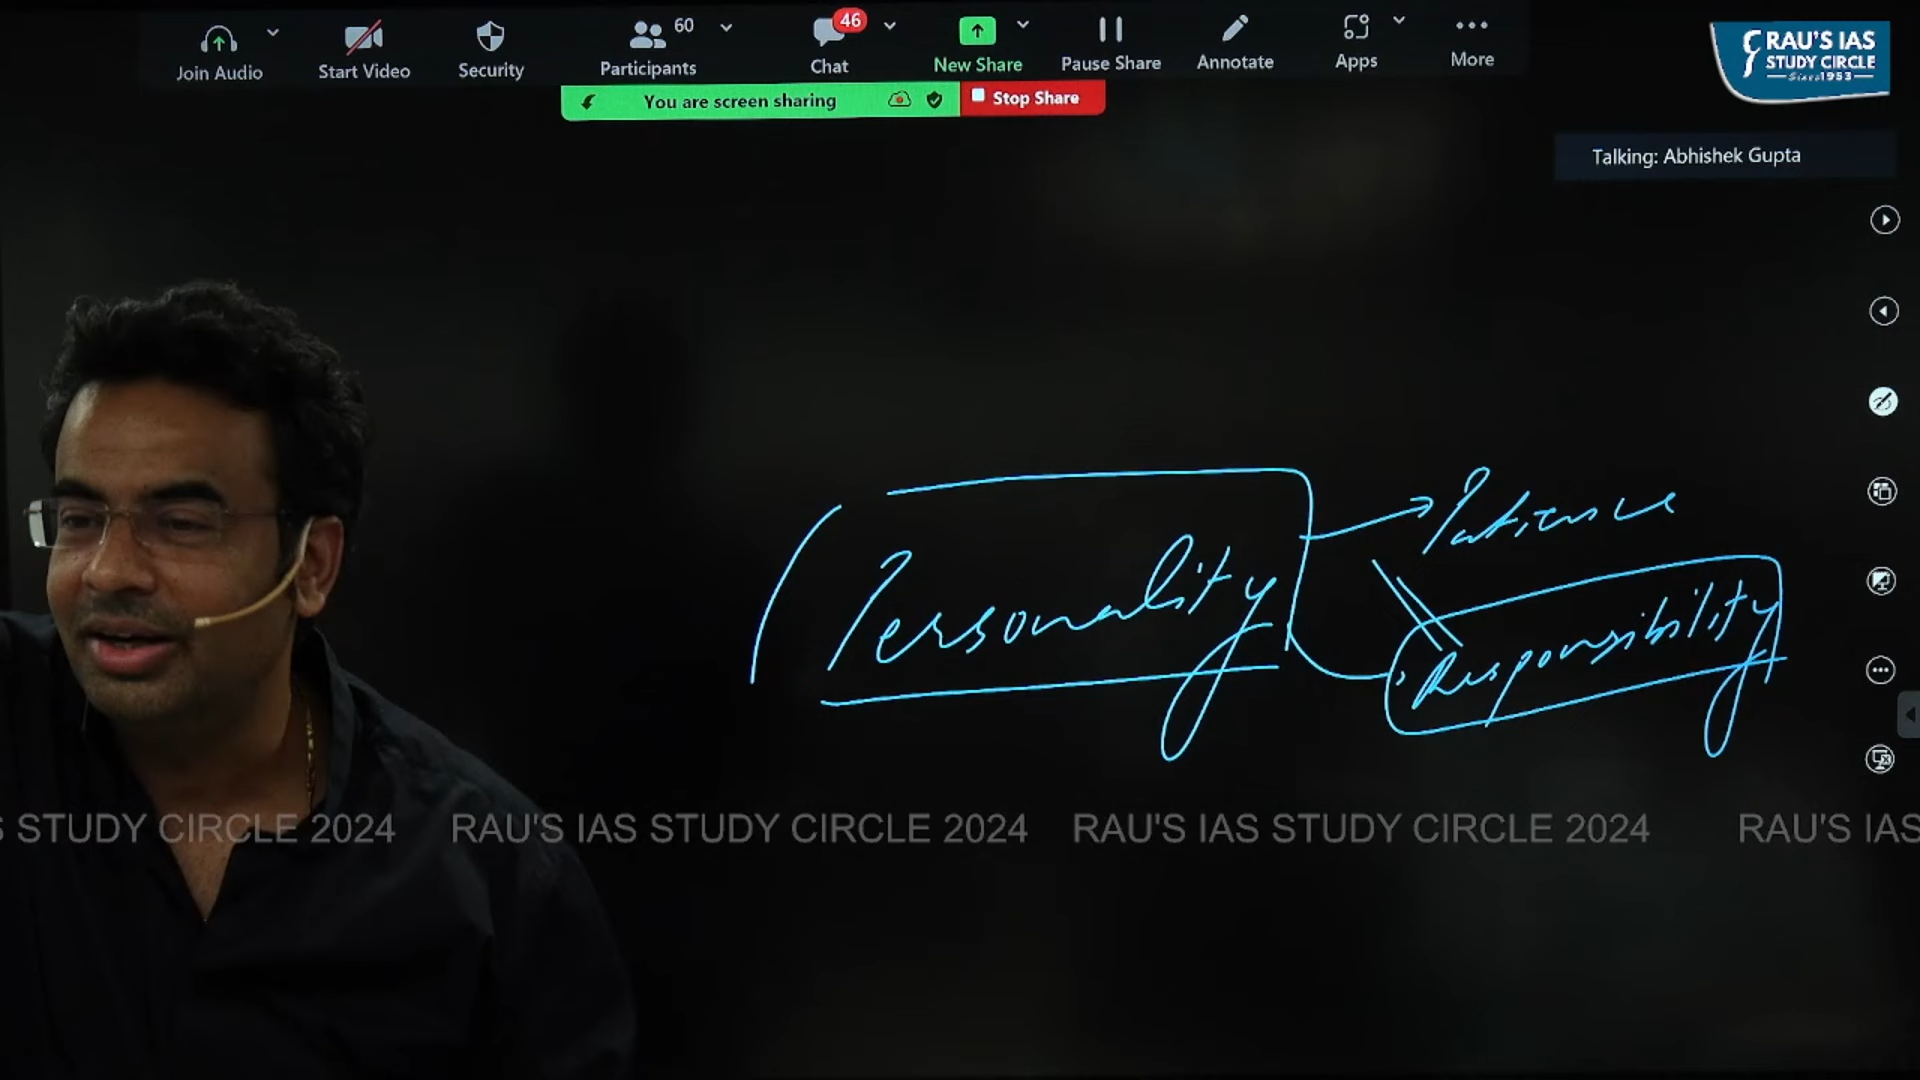 60
46
Join Audio
Start Video
Security
Participants
Chat
New Share
Pause Share
Annotate
Apps
More
You are screen sharing
Stop Share
RAU'S IAS
STUDY CIRCLE
Since 1953
Talking: Abhishek Gupta
Patience
Personality
Responsibility
S STUDY CIRCLE 2024 RAU'S IAS STUDY CIRCLE 2024 RAU'S IAS STUDY CIRCLE 2024 RAU'S IAS